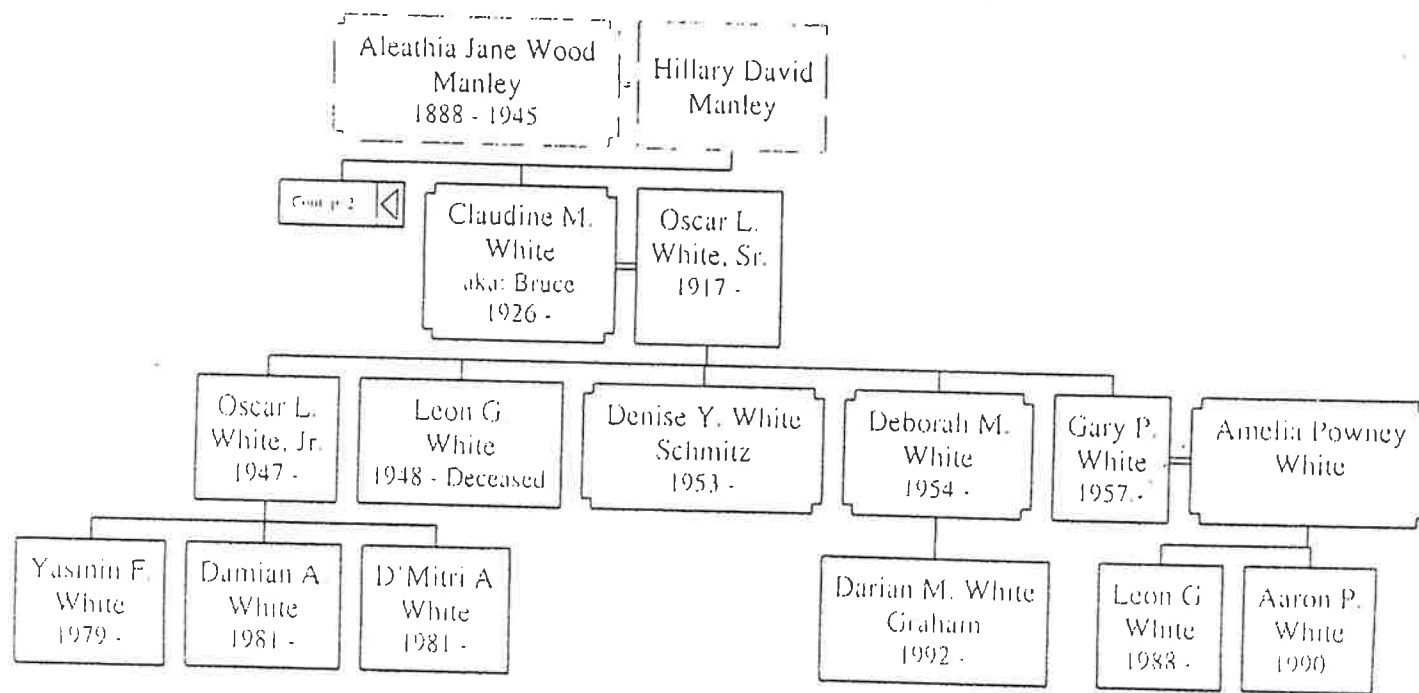 Aleathia Jane Wood
Manley
1888 - 1945
Hillary David
Manley
Cont p. 2
Claudine M.
White
aka: Bruce
1926 -
Oscar L.
White, Sr.
1917 -
Oscar L.
White, Jr.
1947 -
Leon G
White
1948 - Deceased
Denise Y. White
Schmitz
1953 -
Deborah M.
White
1954 -
Gary P.
White
1957 -
Amelia Powney
White
Yasmin F.
White
1979 -
Damian A.
White
1981 -
D'Mitri A
White
1981 -
Darian M. White
Graham
1992 -
Leon G
White
1988 -
Aaron P.
White
1990